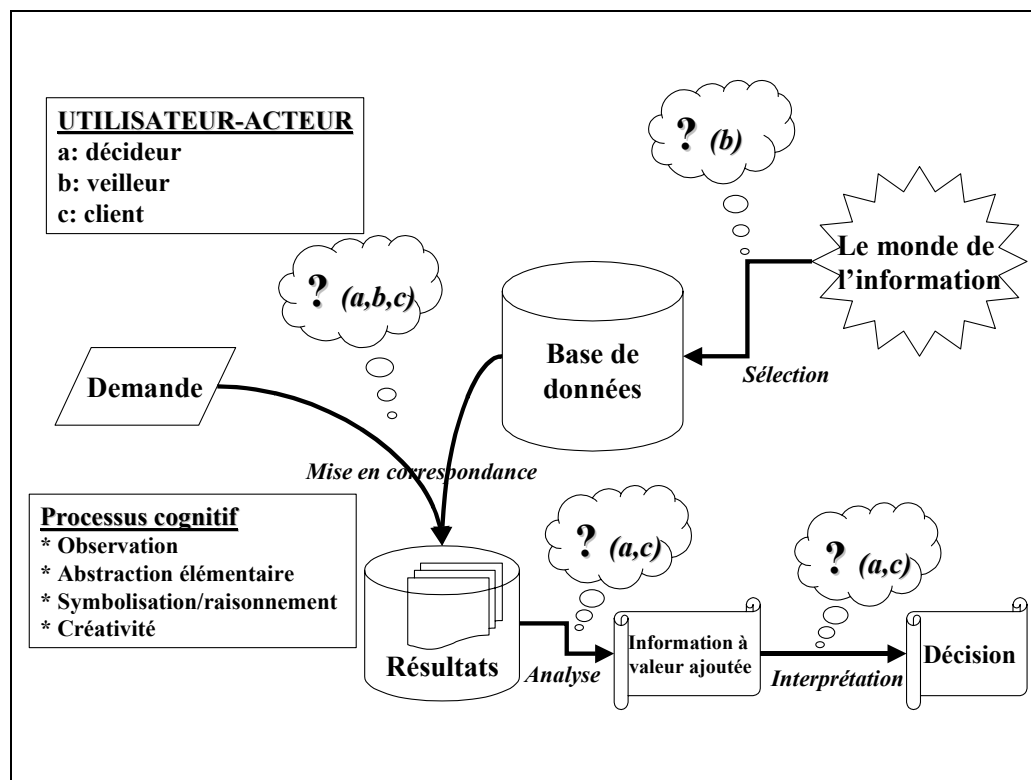 UTILISATEUR-ACTEUR
a: décideur
b: veilleur
c: client
? (b)
Le monde de
l’information
? (a,b,c)
Base de
données
Sélection
Demande
Mise en correspondance
Processus cognitif
* Observation
* Abstraction élémentaire
* Symbolisation/raisonnement
* Créativité
? (a,c)
? (a,c)
Résultats
Analyse
Information à
valeur ajoutée
Interprétation
Décision